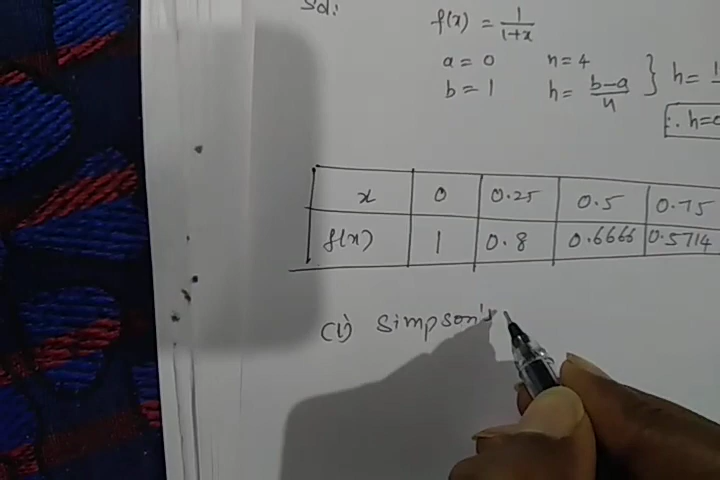 Sol:
f(x) = 1/1+x
a = 0 n = 4
b = 1 h = b-a/n } h =
∴ h=0
x 0 0.25 0.5 0.75
f(x) 1 0.8 0.6666 0.5714
(i) Simpson's